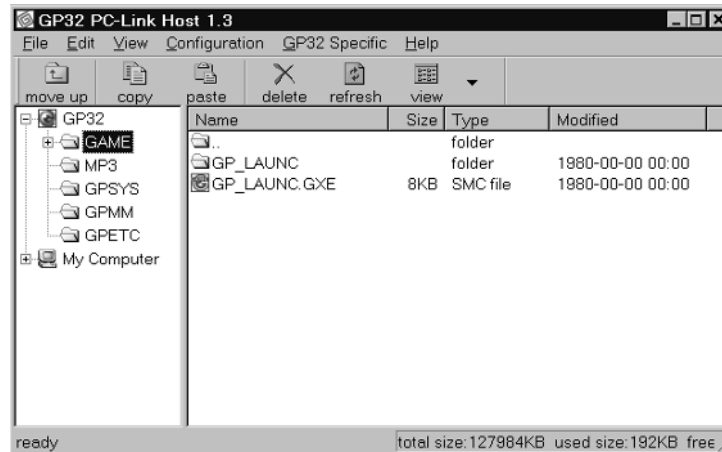 GP32 PC-Link Host 1.3
File Edit View Configuration GP32 Specific Help
move up copy paste delete refresh view
GP32
GAME
MP3
GPSYS
GPMM
GPETC
My Computer
Name Size Type Modified
.. folder
GP_LAUNC folder 1980-00-00 00:00
GP_LAUNC.GXE 8KB SMC file 1980-00-00 00:00
ready total size:127984KB used size:192KB free